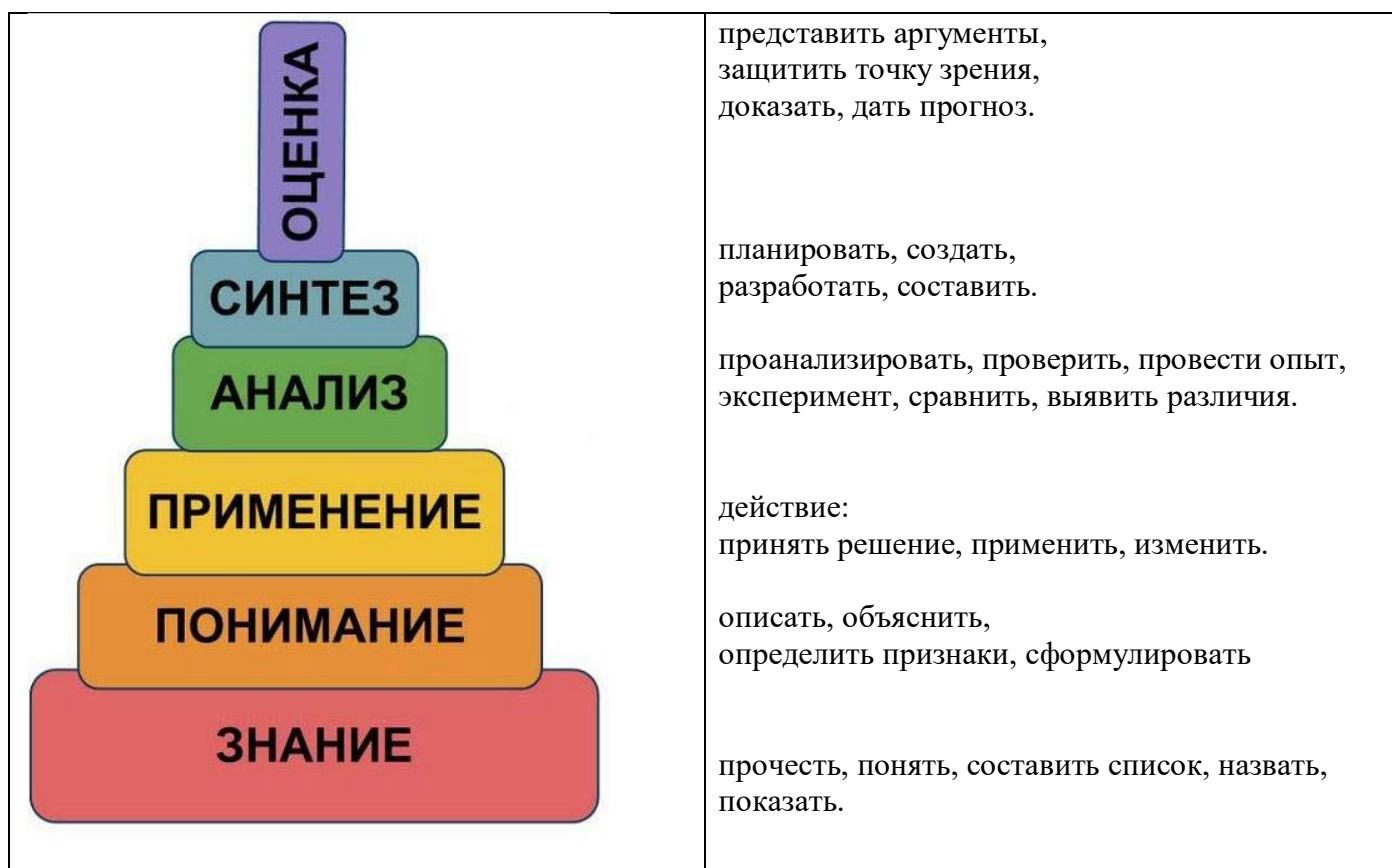 ОЦЕНКА
представить аргументы,
защитить точку зрения,
доказать, дать прогноз.
СИНТЕЗ
планировать, создать,
разработать, составить.
АНАЛИЗ
проанализировать, проверить, провести опыт,
эксперимент, сравнить, выявить различия.
ПРИМЕНЕНИЕ
действие:
принять решение, применить, изменить.
ПОНИМАНИЕ
описать, объяснить,
определить признаки, сформулировать
ЗНАНИЕ
прочесть, понять, составить список, назвать,
показать.